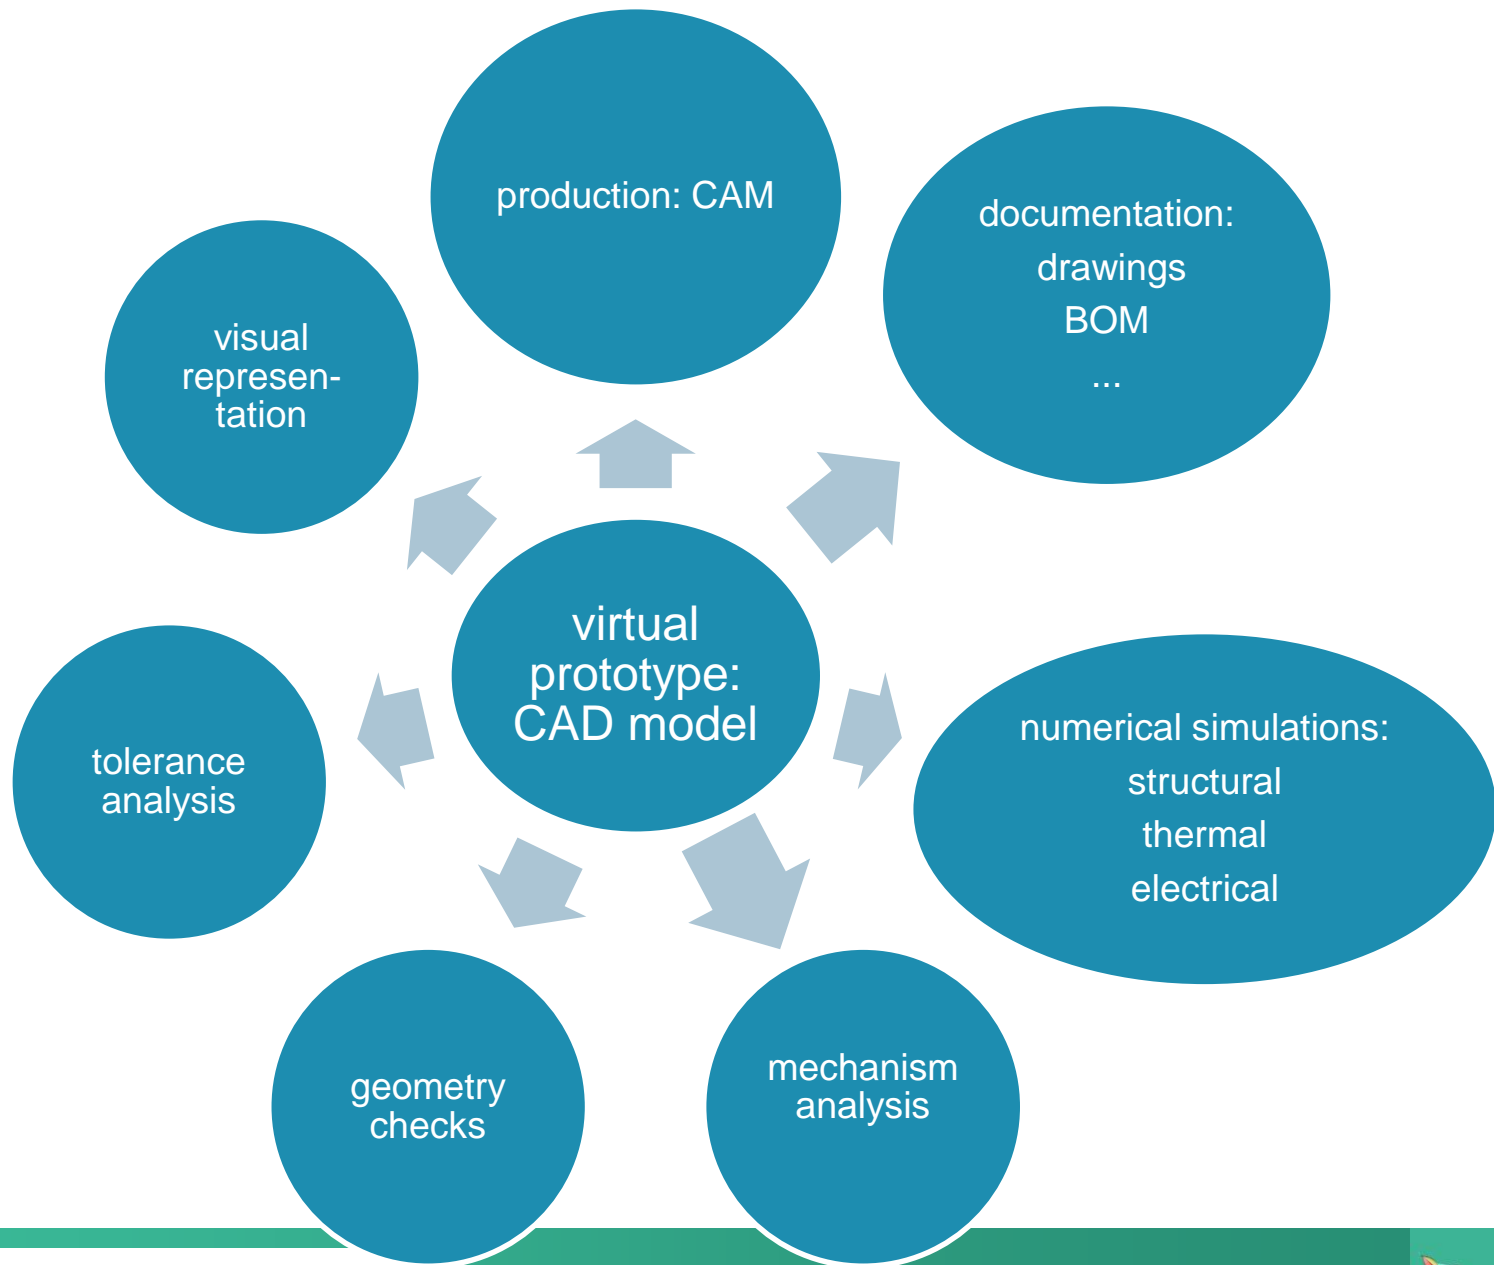 production: CAM
documentation:
drawings
BOM
...
visual
represen-
tation
virtual
prototype:
CAD model
numerical simulations:
structural
thermal
electrical
tolerance
analysis
mechanism
analysis
geometry
checks